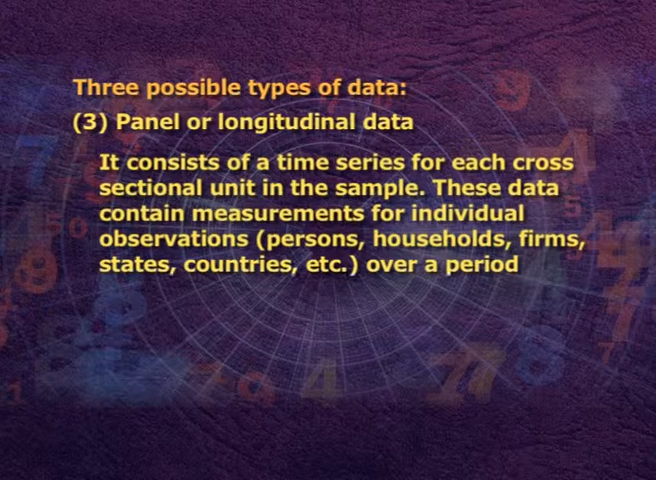 Three possible types of data:
(3) Panel or longitudinal data
It consists of a time series for each cross
sectional unit in the sample. These data
contain measurements for individual
observations (persons, households, firms,
states, countries, etc.) over a period